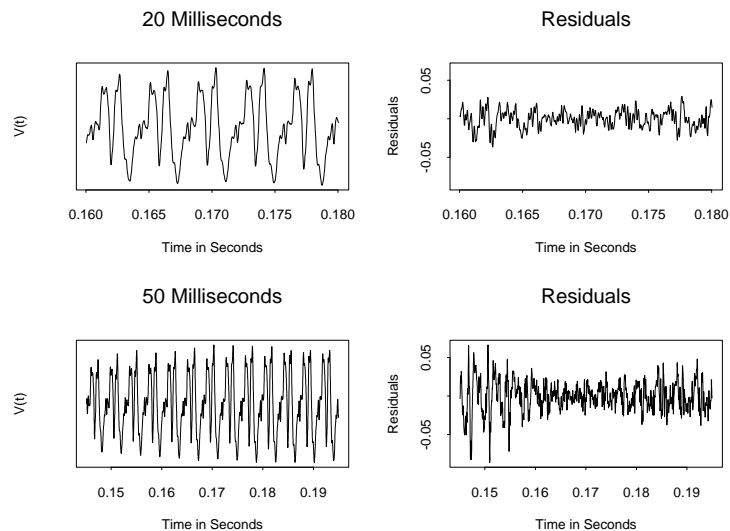 20 Milliseconds
V(t)
0.160 0.165 0.170 0.175 0.180
Time in Seconds
Residuals
Residuals
0.05
-0.05
0.160 0.165 0.170 0.175 0.180
Time in Seconds
50 Milliseconds
V(t)
0.15 0.16 0.17 0.18 0.19
Time in Seconds
Residuals
Residuals
0.05
-0.05
0.15 0.16 0.17 0.18 0.19
Time in Seconds